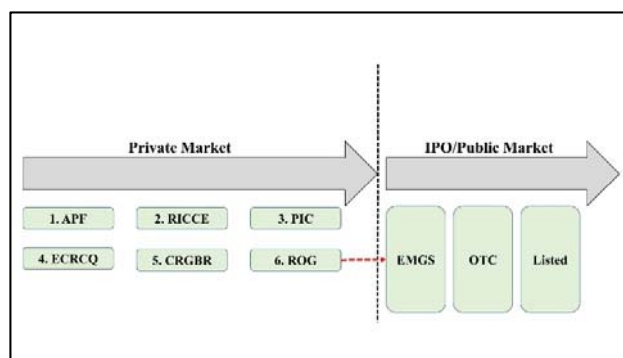 Private Market
IPO/Public Market
1. APF
2. RICCE
3. PIC
4. ECRCQ
5. CRGBR
6. ROG
EMGS
OTC
Listed